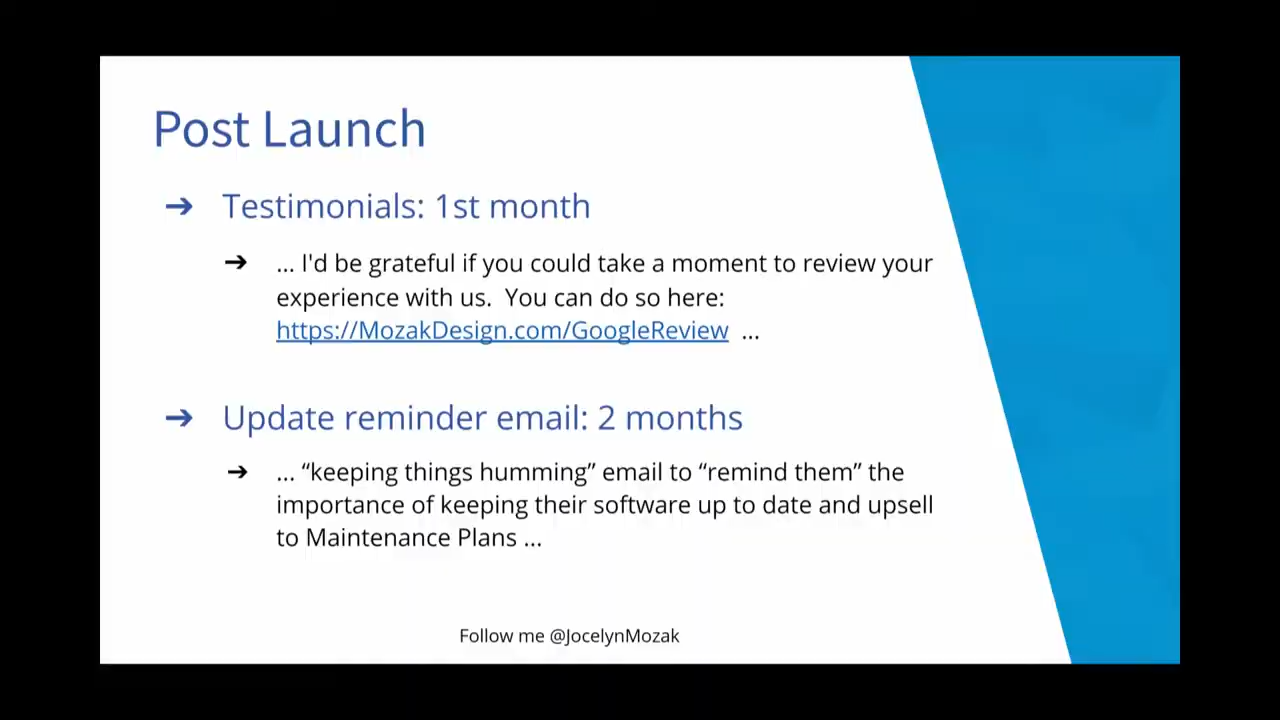 Post Launch
➔ Testimonials: 1st month
➔ ... I'd be grateful if you could take a moment to review your
experience with us.  You can do so here:
https://MozakDesign.com/GoogleReview  ...
➔ Update reminder email: 2 months
➔ ... “keeping things humming” email to “remind them” the
importance of keeping their software up to date and upsell
to Maintenance Plans ...
Follow me @JocelynMozak